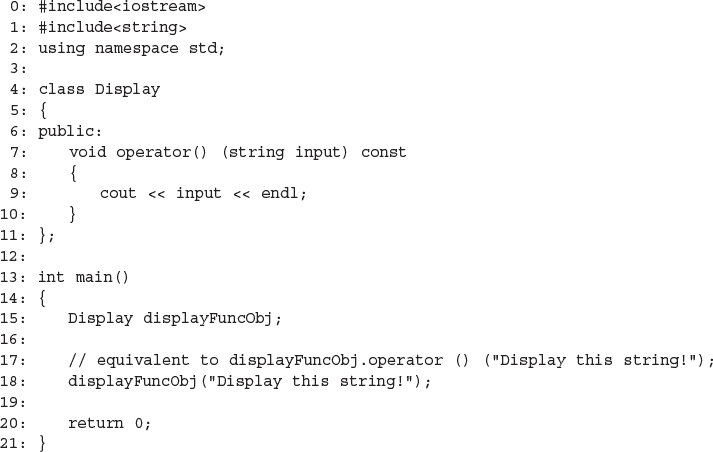 0: #include<iostream>
1: #include<string>
2: using namespace std;
3:
4: class Display
5: {
6: public:
7:    void operator() (string input) const
8:    {
9:       cout << input << endl;
10:    }
11: };
12:
13: int main()
14: {
15:    Display displayFuncObj;
16:
17:    // equivalent to displayFuncObj.operator () ("Display this string!");
18:    displayFuncObj("Display this string!");
19:
20:    return 0;
21: }